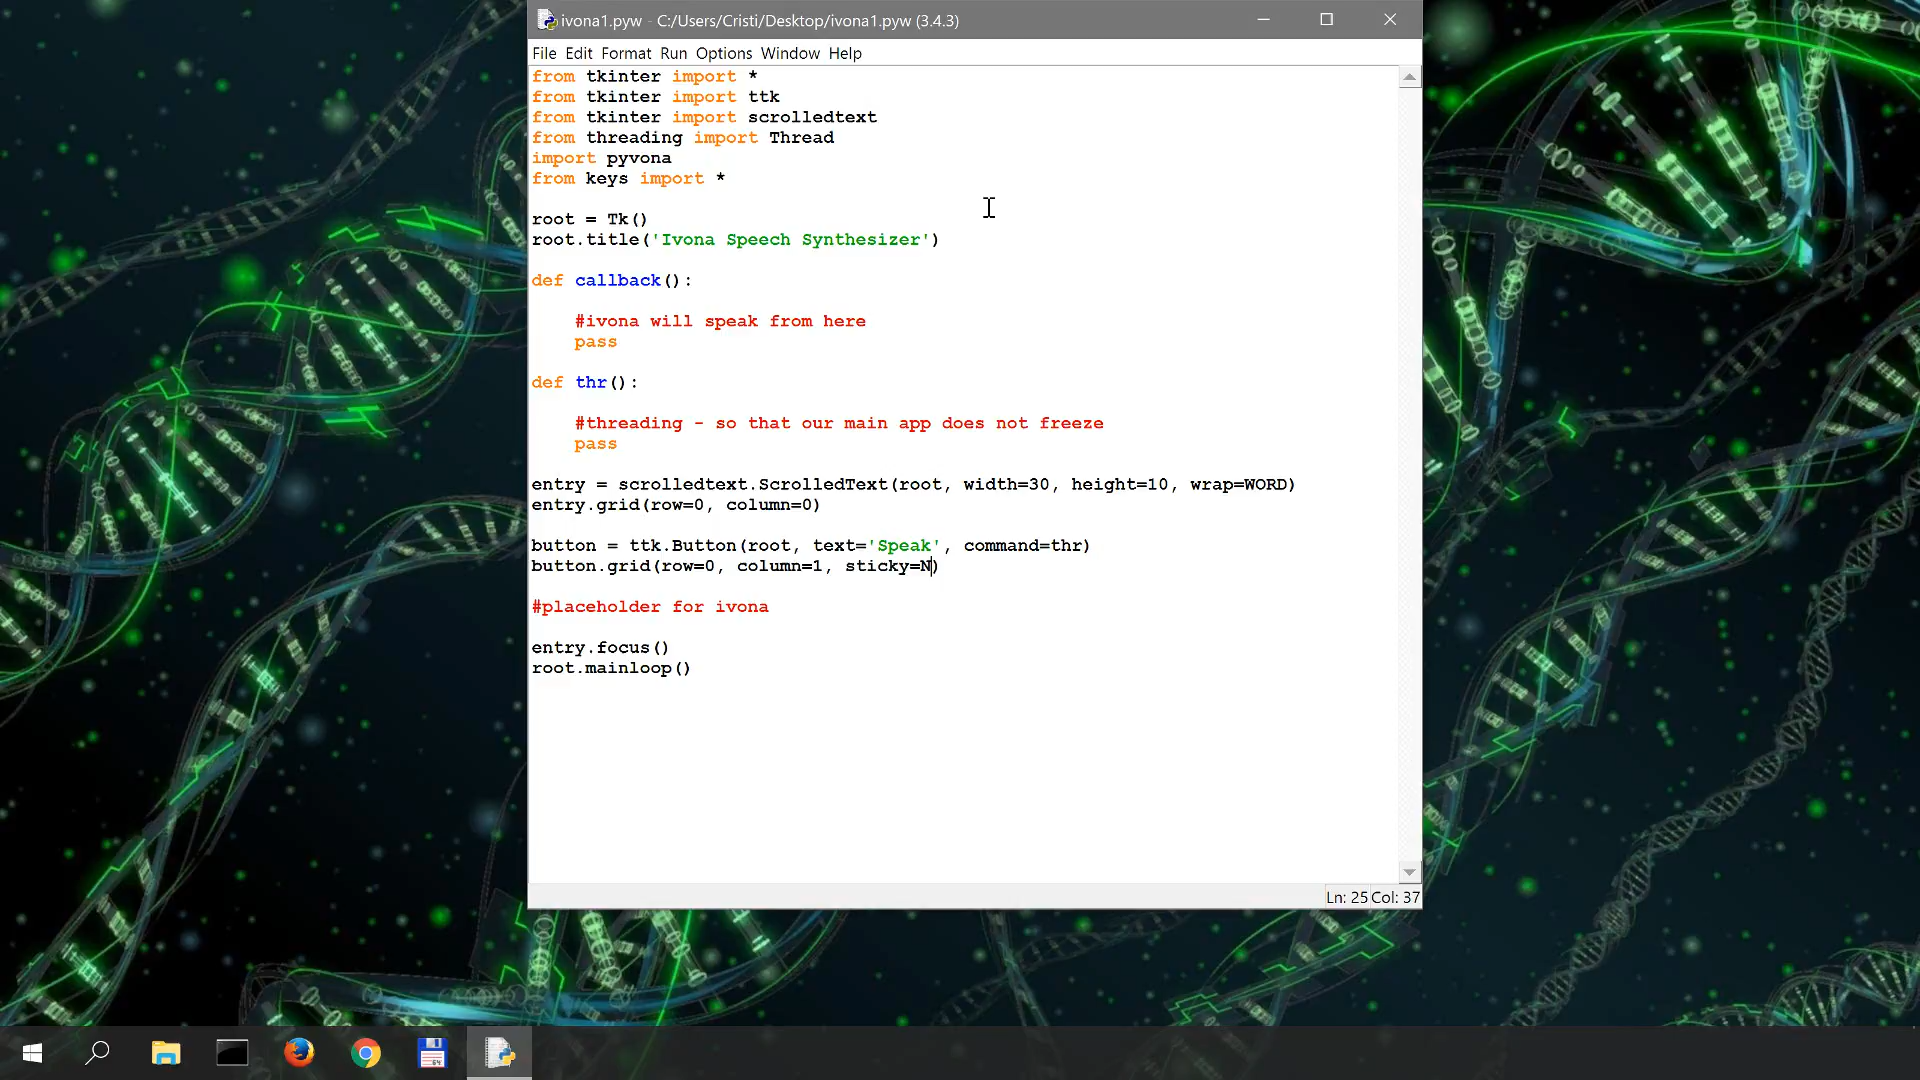 ivona1.pyw - C:/Users/Cristi/Desktop/ivona1.pyw (3.4.3)
File Edit Format Run Options Window Help
from tkinter import *
from tkinter import ttk
from tkinter import scrolledtext
from threading import Thread
import pyvona
from keys import *
root = Tk()
root.title('Ivona Speech Synthesizer')
def callback():
    #ivona will speak from here
    pass
def thr():
    #threading - so that our main app does not freeze
    pass
entry = scrolledtext.ScrolledText(root, width=30, height=10, wrap=WORD)
entry.grid(row=0, column=0)
button = ttk.Button(root, text='Speak', command=thr)
button.grid(row=0, column=1, sticky=N)
#placeholder for ivona
entry.focus()
root.mainloop()
Ln: 25 Col: 37
64